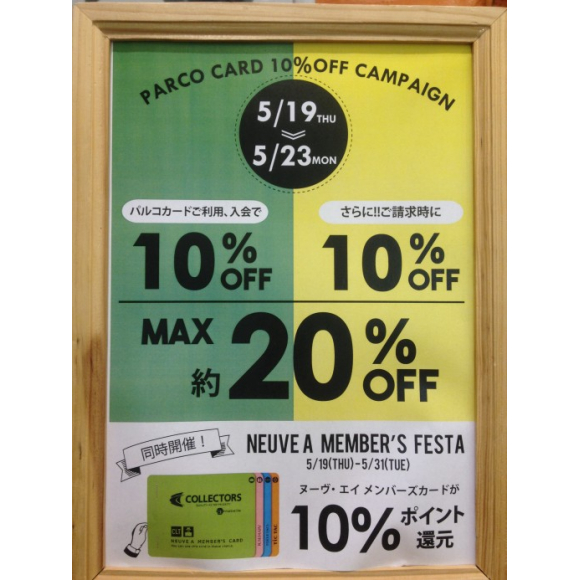 PARCO CARD 10%OFF CAMPAIGN
5/19THU
5/23MON
パルコカードご利用、入会で
10%OFF
さらに!!ご請求時に
10%OFF
MAX
約20%OFF
同時開催！
NEUVE A MEMBER'S FESTA
5/19(THU)-5/31(TUE)
COLLECTORS
NEUVE A MEMBER'S CARD
ヌーヴ・エイ メンバーズカードが
10%ポイント還元